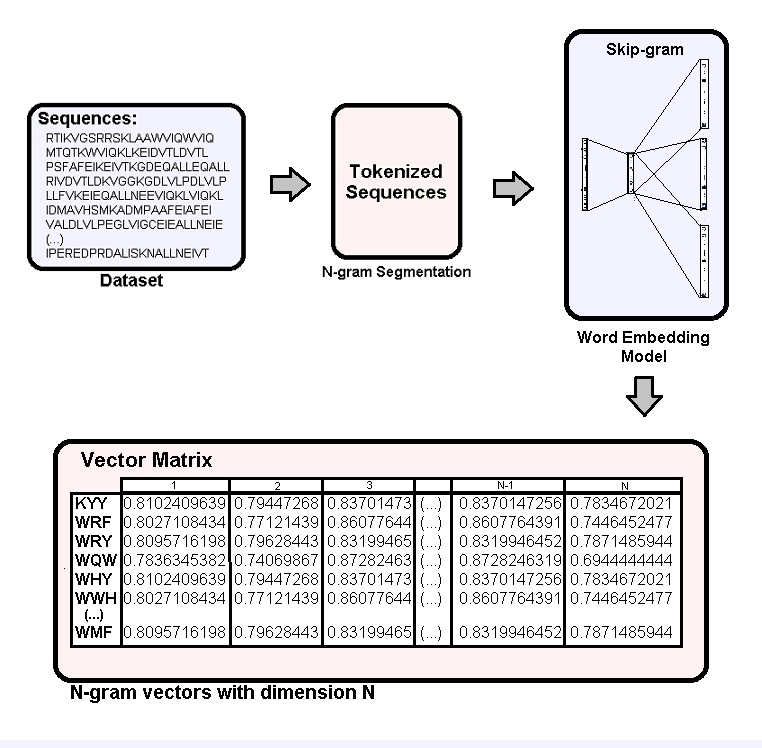 Sequences:
RTIKVGSRRSKLAAWVIQWVIQ
MTQTKWVIQKLKEIDVTLDVTL
PSFAFEIKEIVTKGDEQALLEQALL
RIVDVTLDKVGGKGDLVLPDLVLP
LLFVKEIEQALLNEEVIQKLVIQKL
IDMAVHSMKADMPAAFEIAFEI
VALDLVLPEGLVIGCEIEALLNEIE
(...)
IPEREDPRDALISKNALLNEIVT
Dataset
Tokenized
Sequences
N-gram Segmentation
Skip-gram
Word Embedding
Model
Vector Matrix
1 2 3 N-1 N
KYY 0.8102409639 0.79447268 0.83701473 (...) 0.8370147256 0.7834672021
WRF 0.8027108434 0.77121439 0.86077644 (...) 0.8607764391 0.7446452477
WRY 0.8095716198 0.79628443 0.83199465 (...) 0.8319946452 0.7871485944
WQW 0.7836345382 0.74069867 0.87282463 (...) 0.8728246319 0.6944444444
WHY 0.8102409639 0.79447268 0.83701473 (...) 0.8370147256 0.7834672021
WWH 0.8027108434 0.77121439 0.86077644 (...) 0.8607764391 0.7446452477
(...)
WMF 0.8095716198 0.79628443 0.83199465 (...) 0.8319946452 0.7871485944
N-gram vectors with dimension N